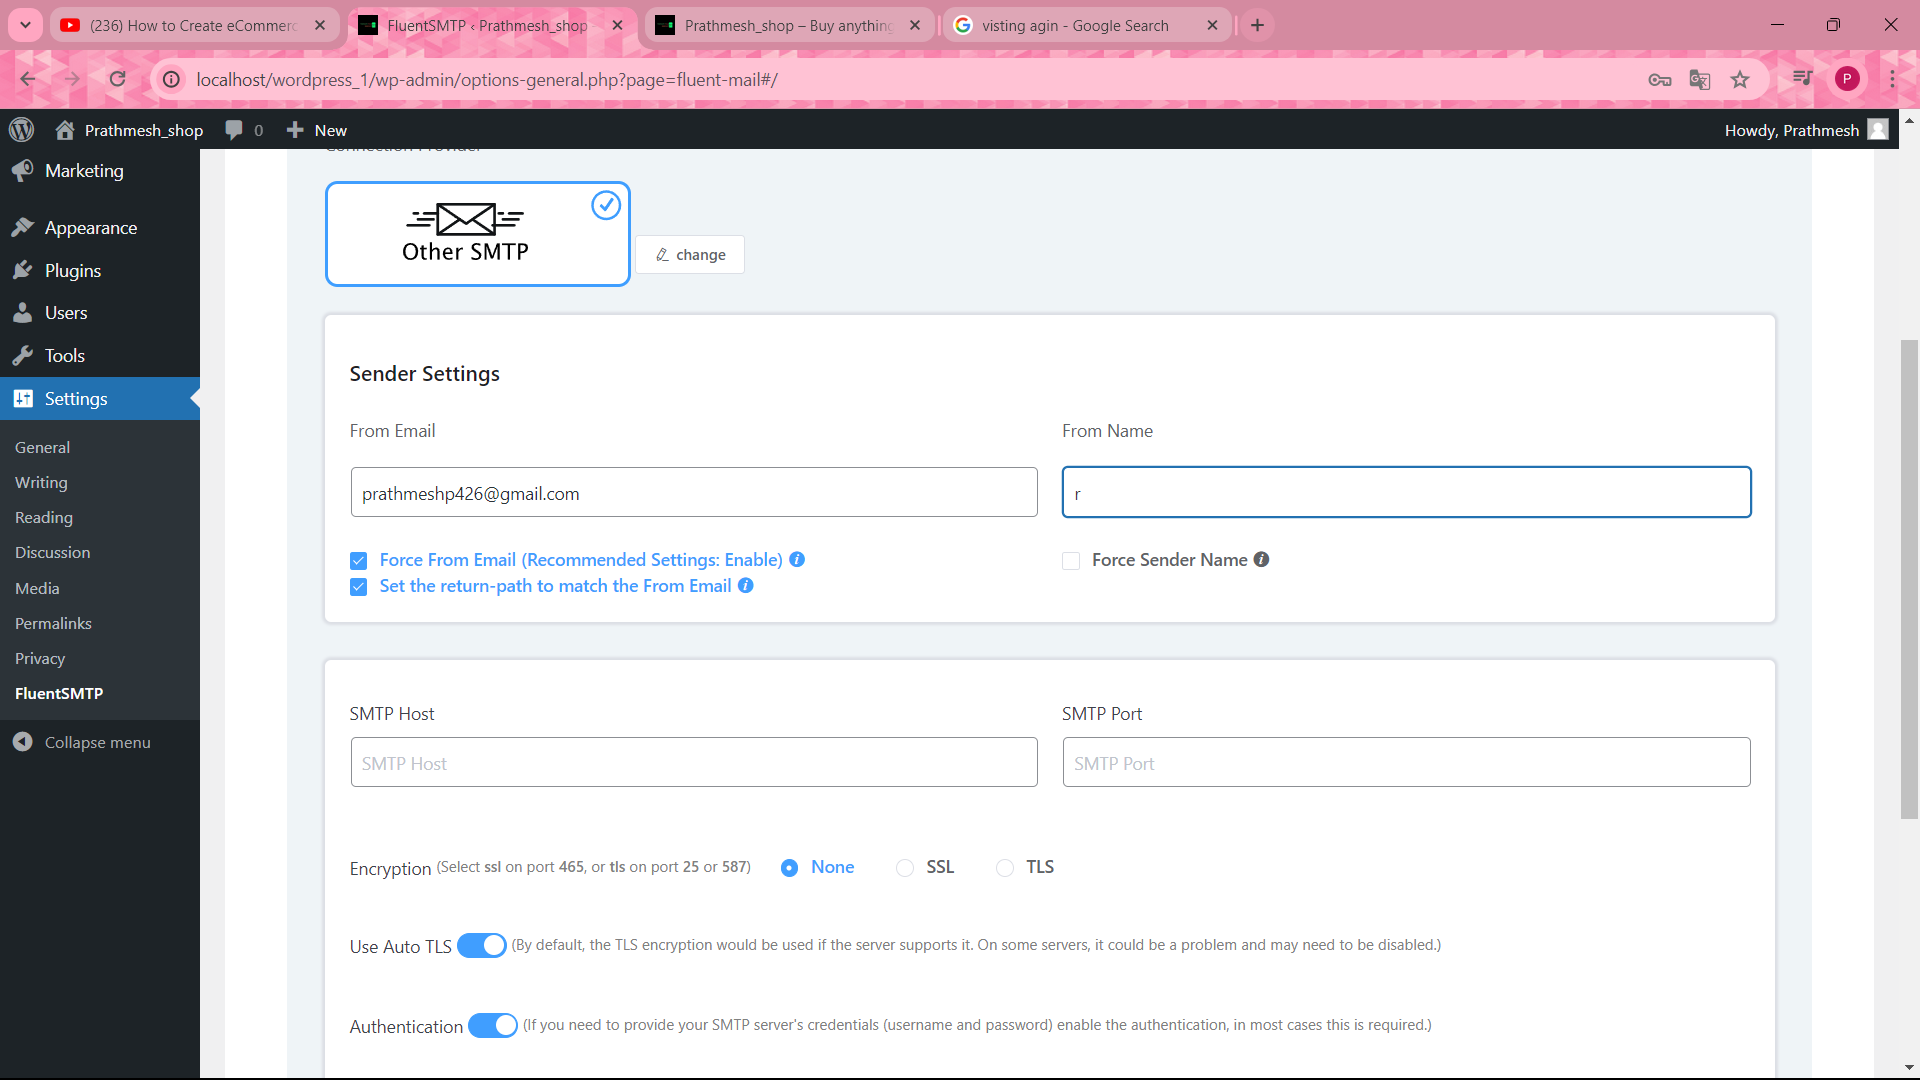 (236) How to Create eCommerc
FluentSMTP ‹ Prathmesh_shop
Prathmesh_shop – Buy anything
visting agin - Google Search
localhost/wordpress_1/wp-admin/options-general.php?page=fluent-mail#/
P
Prathmesh_shop
0
New
Howdy, Prathmesh
Marketing
Appearance
Plugins
Users
Tools
Settings
General
Writing
Reading
Discussion
Media
Permalinks
Privacy
FluentSMTP
Collapse menu
Connection Provider
Other SMTP
change
Sender Settings
From Email
From Name
prathmeshp426@gmail.com
r
Force From Email (Recommended Settings: Enable)
Force Sender Name
Set the return-path to match the From Email
SMTP Host
SMTP Port
SMTP Host
SMTP Port
Encryption (Select ssl on port 465, or tls on port 25 or 587) None SSL TLS
Use Auto TLS (By default, the TLS encryption would be used if the server supports it. On some servers, it could be a problem and may need to be disabled.)
Authentication (If you need to provide your SMTP server's credentials (username and password) enable the authentication, in most cases this is required.)